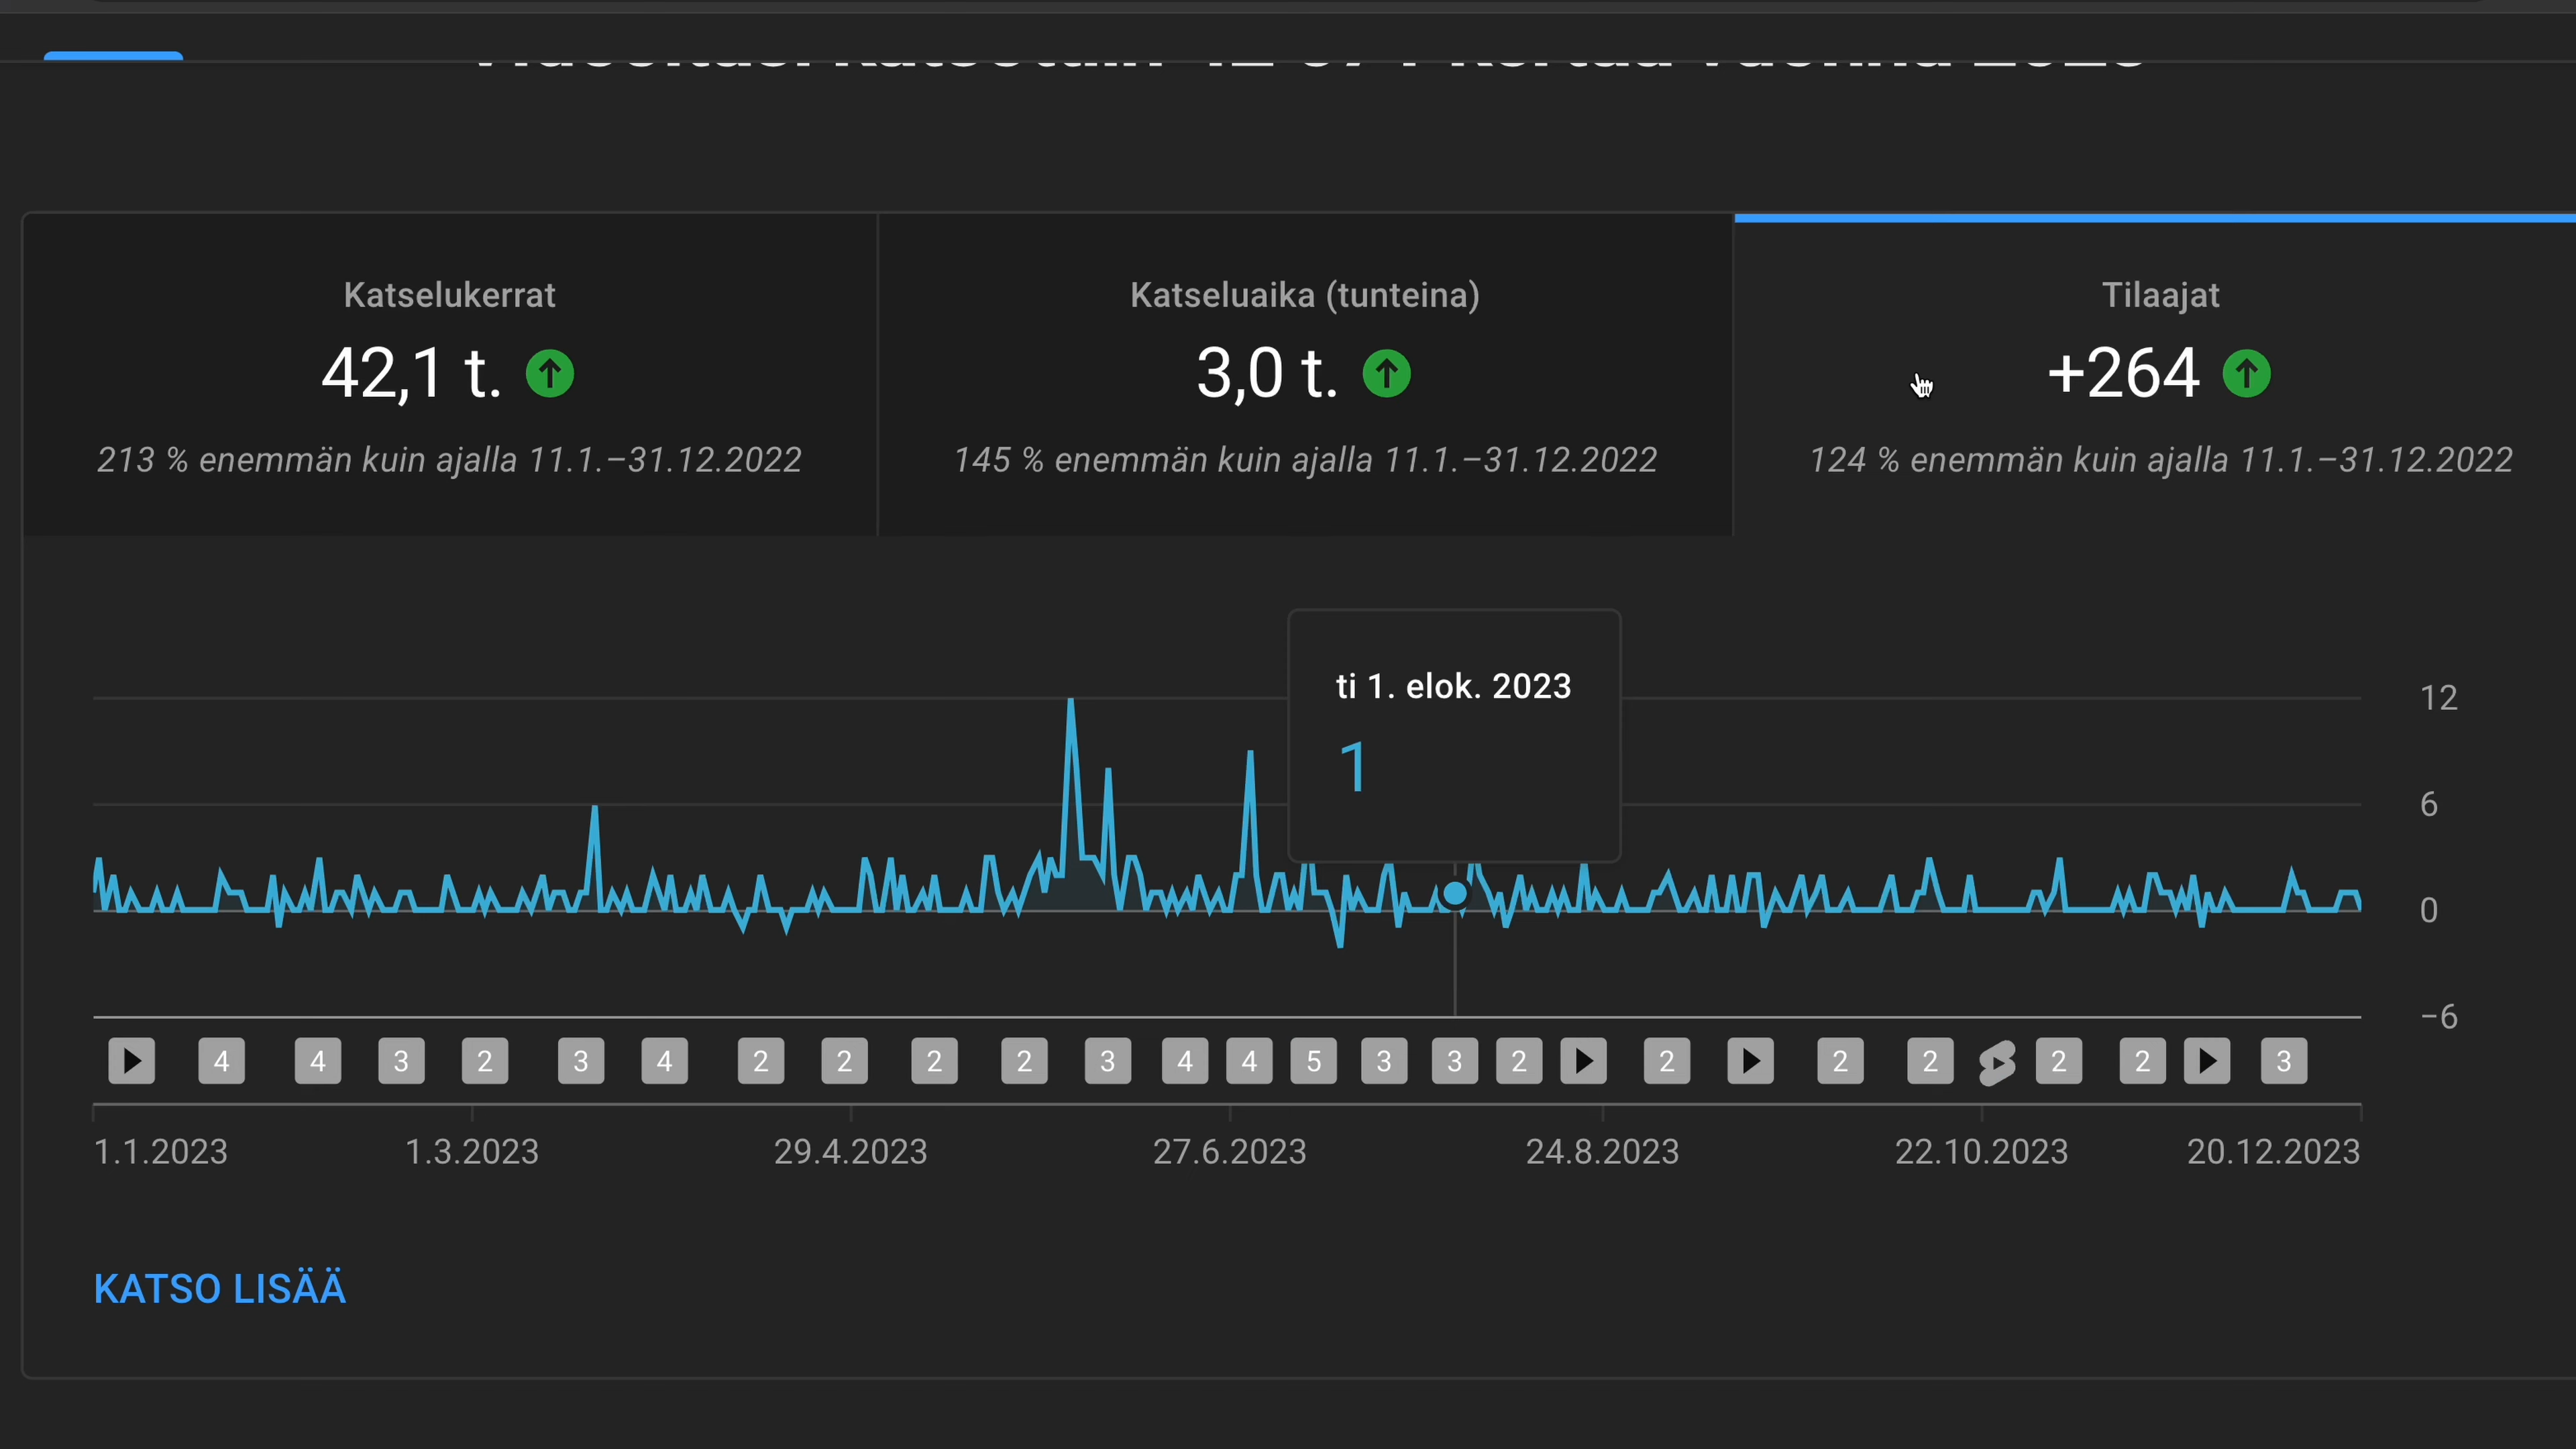 Katselukerrat
42,1 t.
213 % enemmän kuin ajalla 11.1.–31.12.2022
Katseluaika (tunteina)
3,0 t.
145 % enemmän kuin ajalla 11.1.–31.12.2022
Tilaajat
+264
124 % enemmän kuin ajalla 11.1.–31.12.2022
ti 1. elok. 2023
1
12
6
0
−6
4 4 3 2 3 4 2 2 2 2 3 4 4 5 3 3 2 2 2 2 2 2 3
1.1.2023 1.3.2023 29.4.2023 27.6.2023 24.8.2023 22.10.2023 20.12.2023
KATSO LISÄÄ